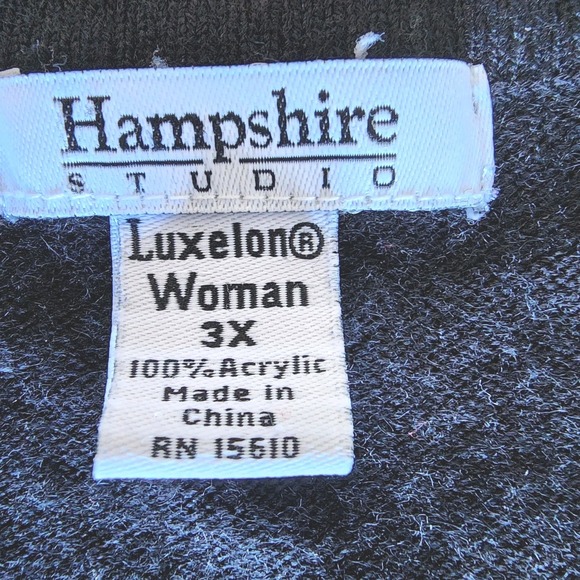 Hampshire
STUDIO
Luxelon®
Woman
3X
100% Acrylic
Made in
China
RN 15610